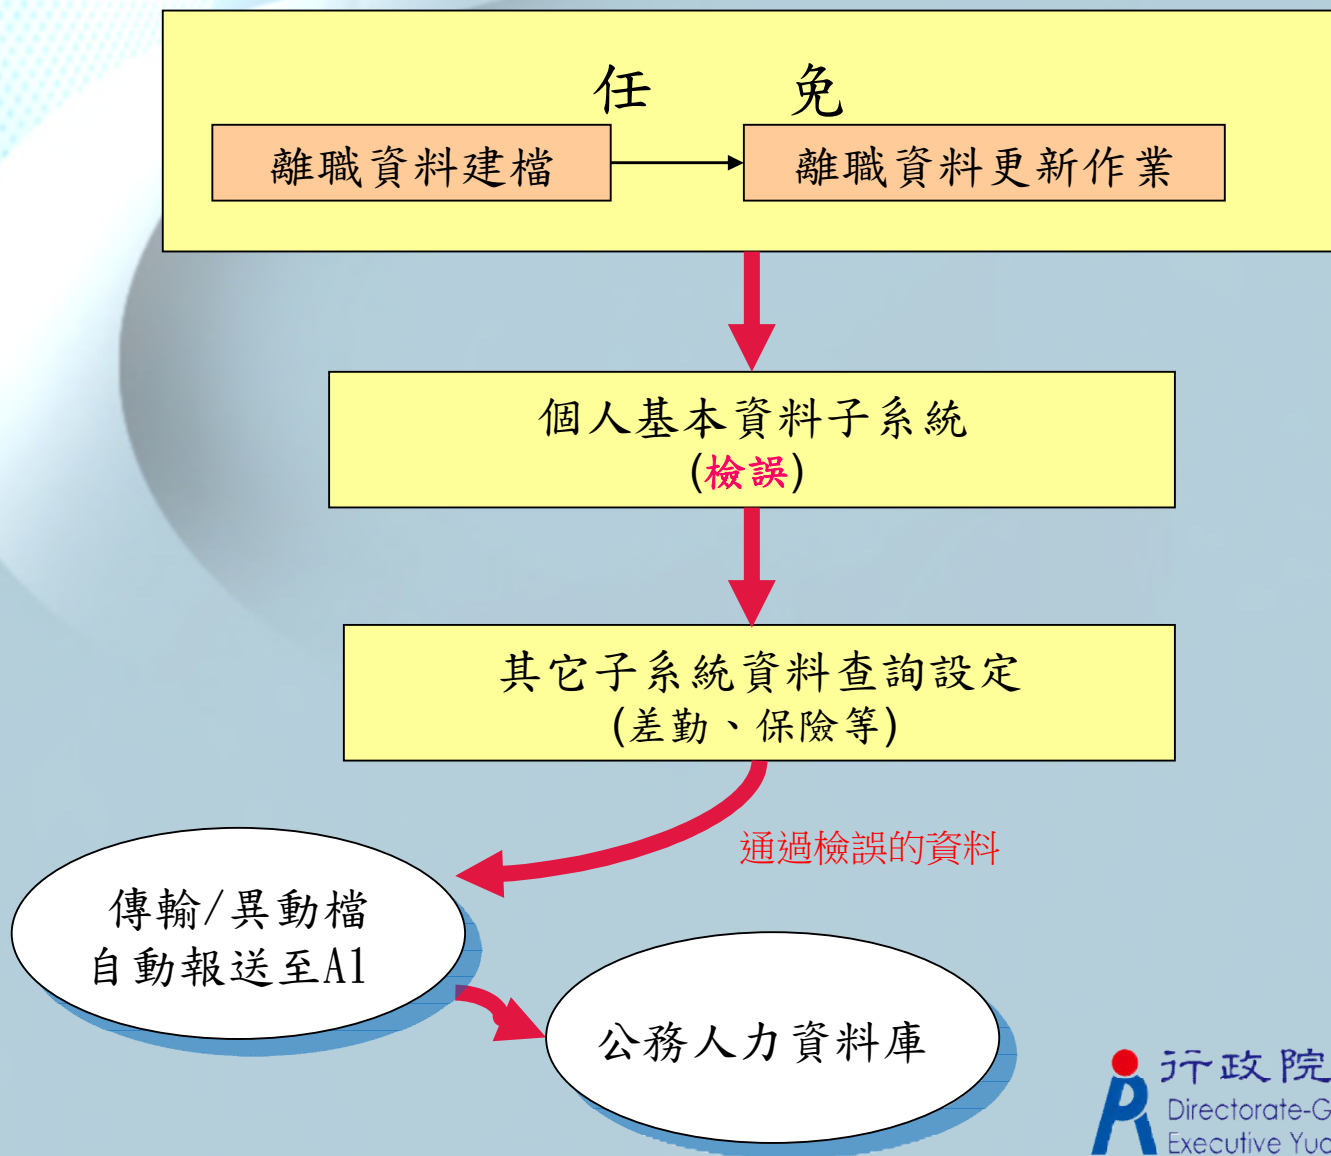 任 免
離職資料建檔
離職資料更新作業
個人基本資料子系統
(檢誤)
其它子系統資料查詢設定
(差勤、保險等)
通過檢誤的資料
傳輸/異動檔
自動報送至A1
公務人力資料庫
行政院
Directorate-G
Executive Yua